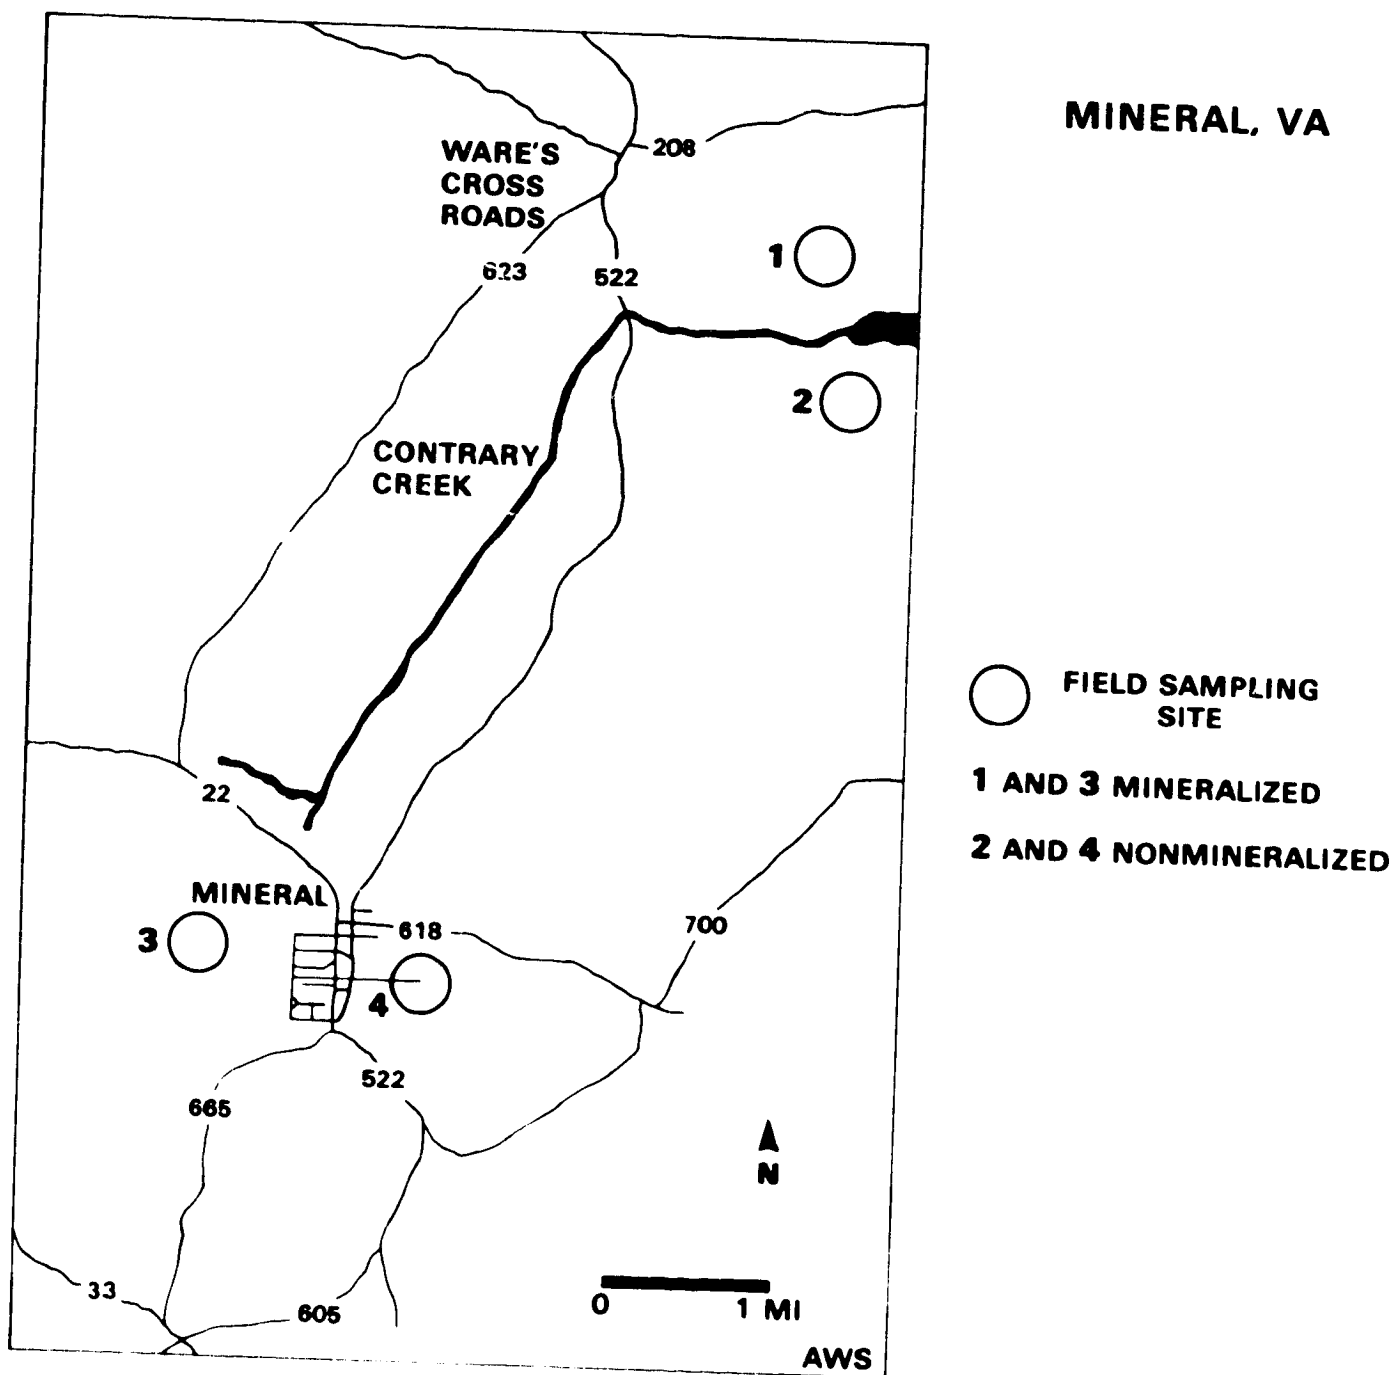 MINERAL, VA
208
WARE'S
CROSS
ROADS
1
623
522
2
CONTRARY
CREEK
FIELD SAMPLING
SITE
1 AND 3 MINERALIZED
2 AND 4 NONMINERALIZED
22
MINERAL
3
618
700
4
522
665
N
33
605
0 1 MI
AWS